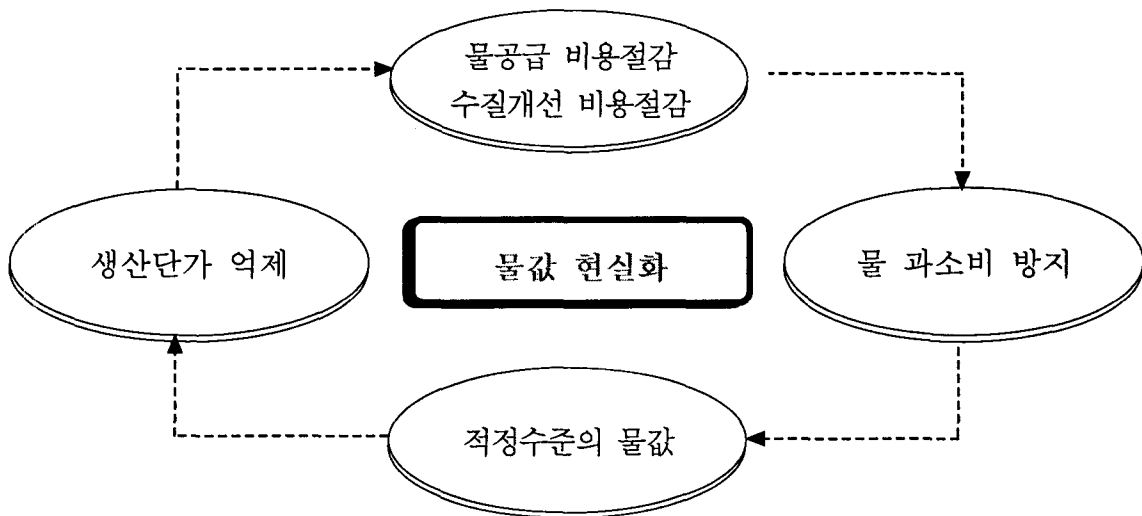 물공급 비용절감
수질개선 비용절감
생산단가 억제
물값 현실화
물 과소비 방지
적정수준의 물값